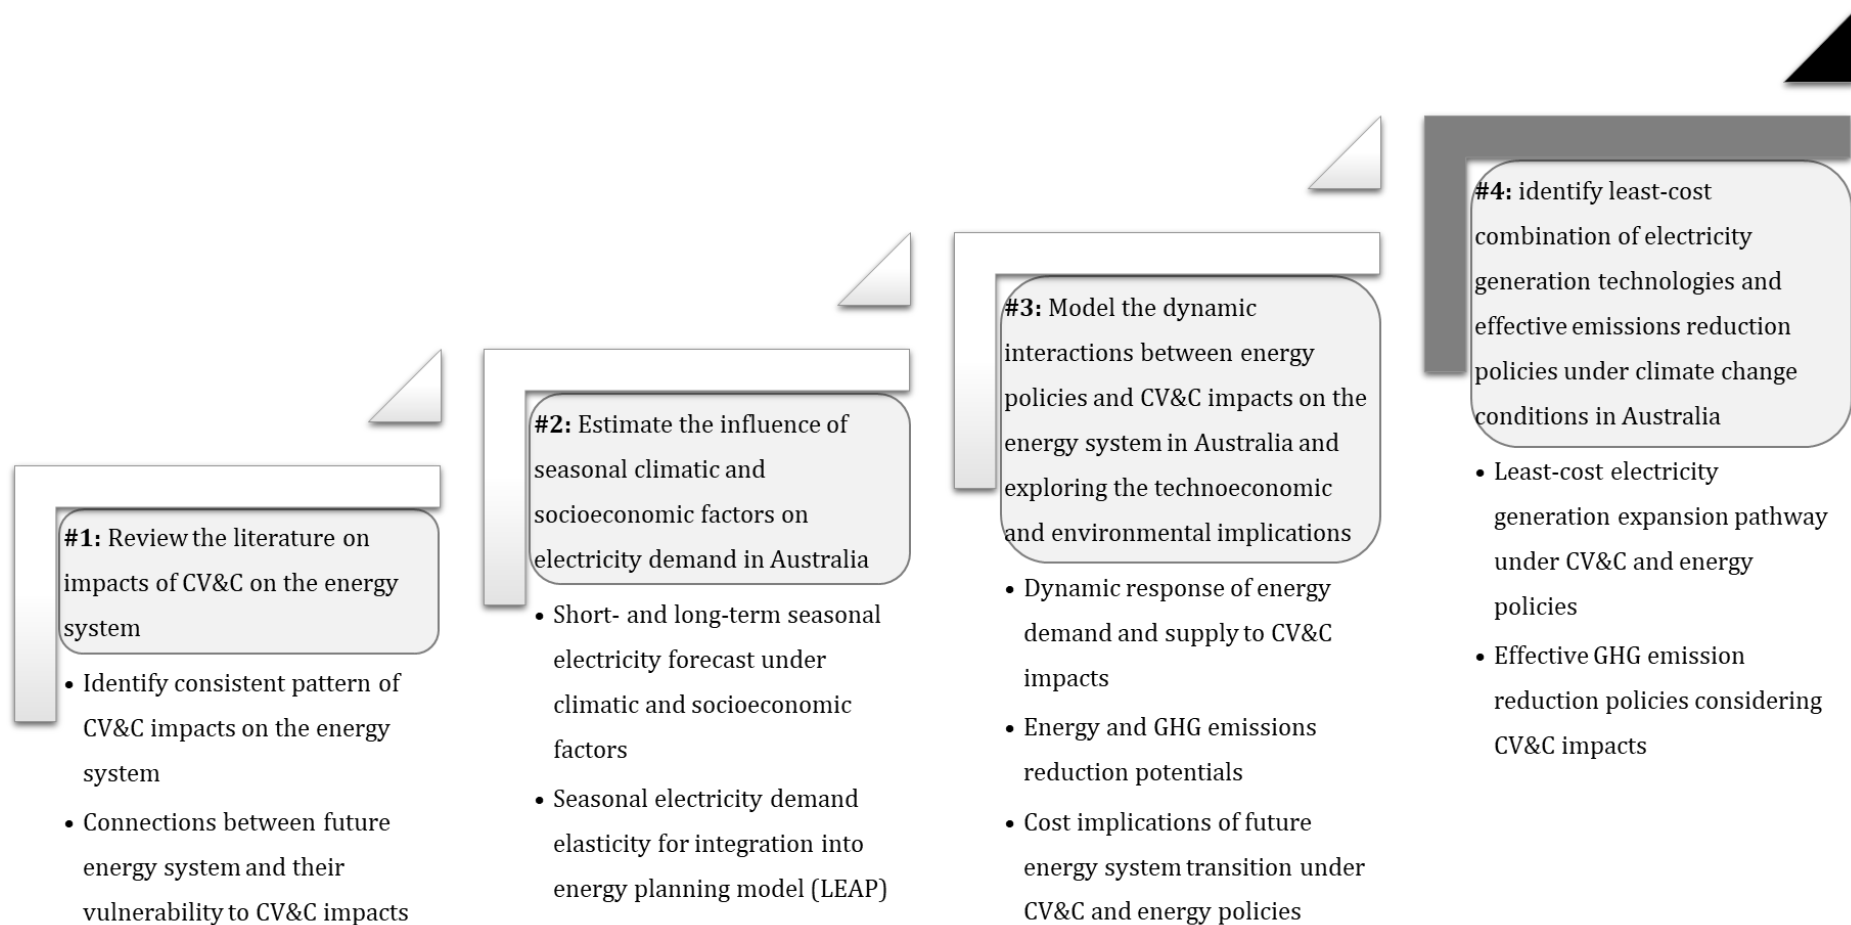 #1: Review the literature on
impacts of CV&C on the energy
system
• Identify consistent pattern of
CV&C impacts on the energy
system
• Connections between future
energy system and their
vulnerability to CV&C impacts
#2: Estimate the influence of
seasonal climatic and
socioeconomic factors on
electricity demand in Australia
• Short- and long-term seasonal
electricity forecast under
climatic and socioeconomic
factors
• Seasonal electricity demand
elasticity for integration into
energy planning model (LEAP)
#3: Model the dynamic
interactions between energy
policies and CV&C impacts on the
energy system in Australia and
exploring the technoeconomic
and environmental implications
• Dynamic response of energy
demand and supply to CV&C
impacts
• Energy and GHG emissions
reduction potentials
• Cost implications of future
energy system transition under
CV&C and energy policies
#4: identify least-cost
combination of electricity
generation technologies and
effective emissions reduction
policies under climate change
conditions in Australia
• Least-cost electricity
generation expansion pathway
under CV&C and energy
policies
• Effective GHG emission
reduction policies considering
CV&C impacts